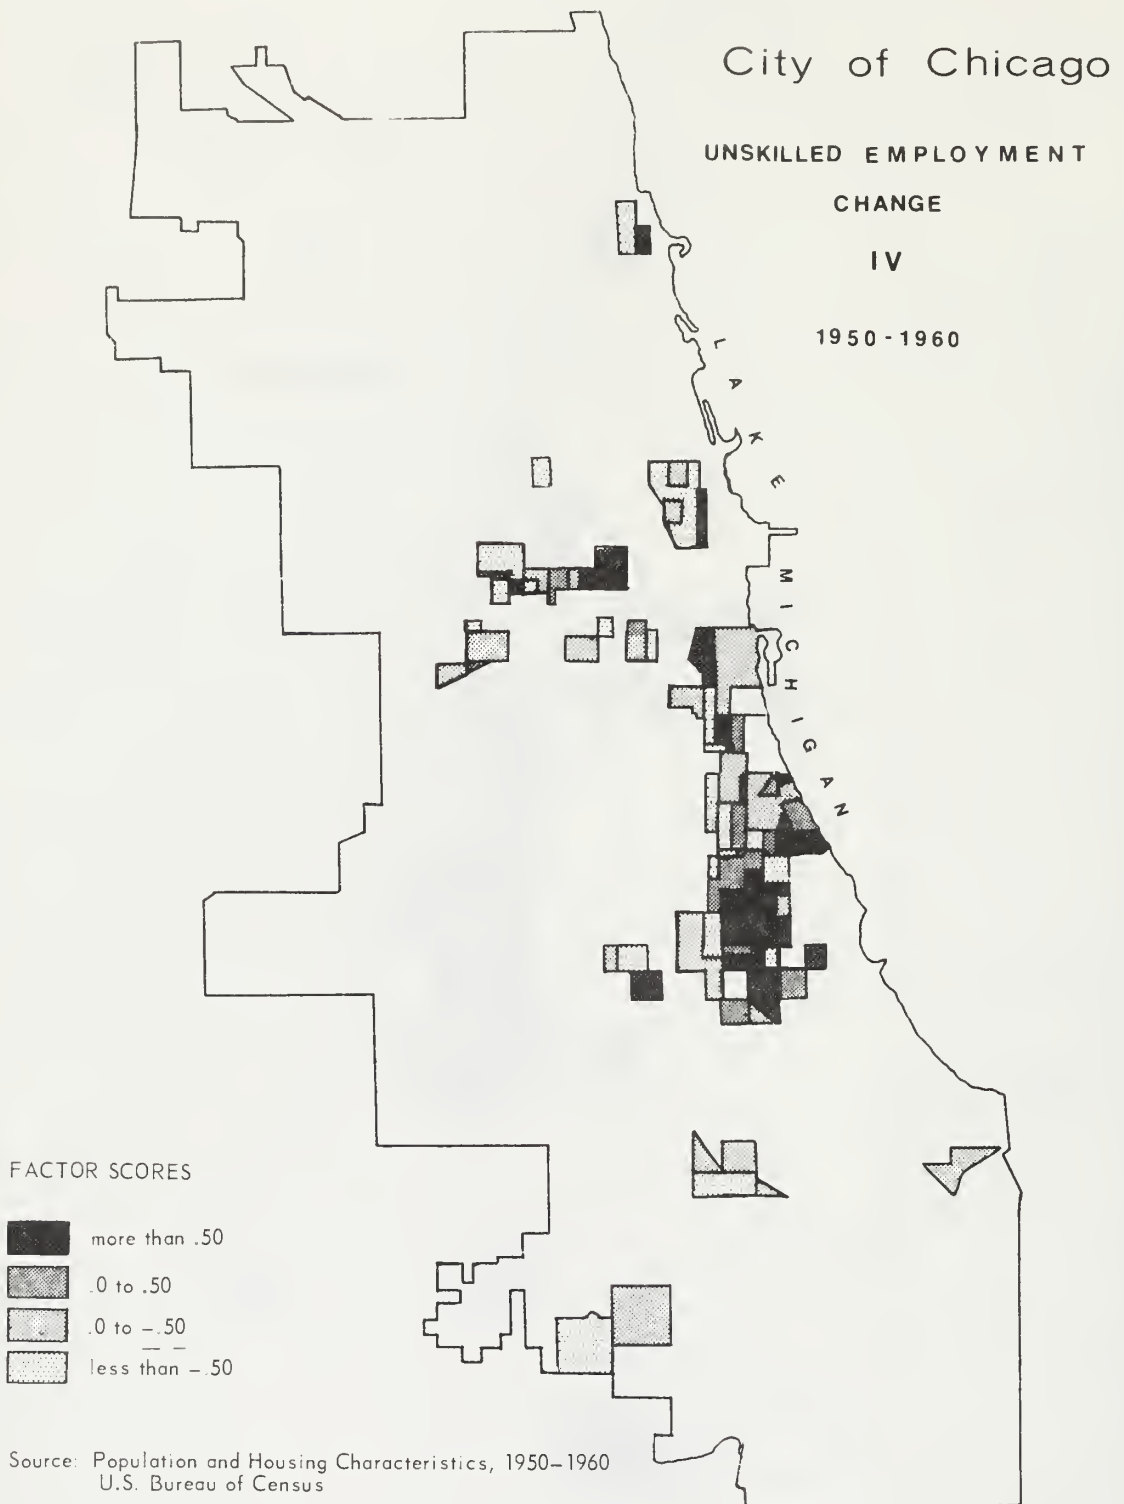 City of Chicago
UNSKILLED EMPLOYMENT
CHANGE
IV
1950-1960
LAKE MICHIGAN
FACTOR SCORES
more than .50
.0 to .50
.0 to -.50
less than -.50
Source: Population and Housing Characteristics, 1950-1960
U.S. Bureau of Census